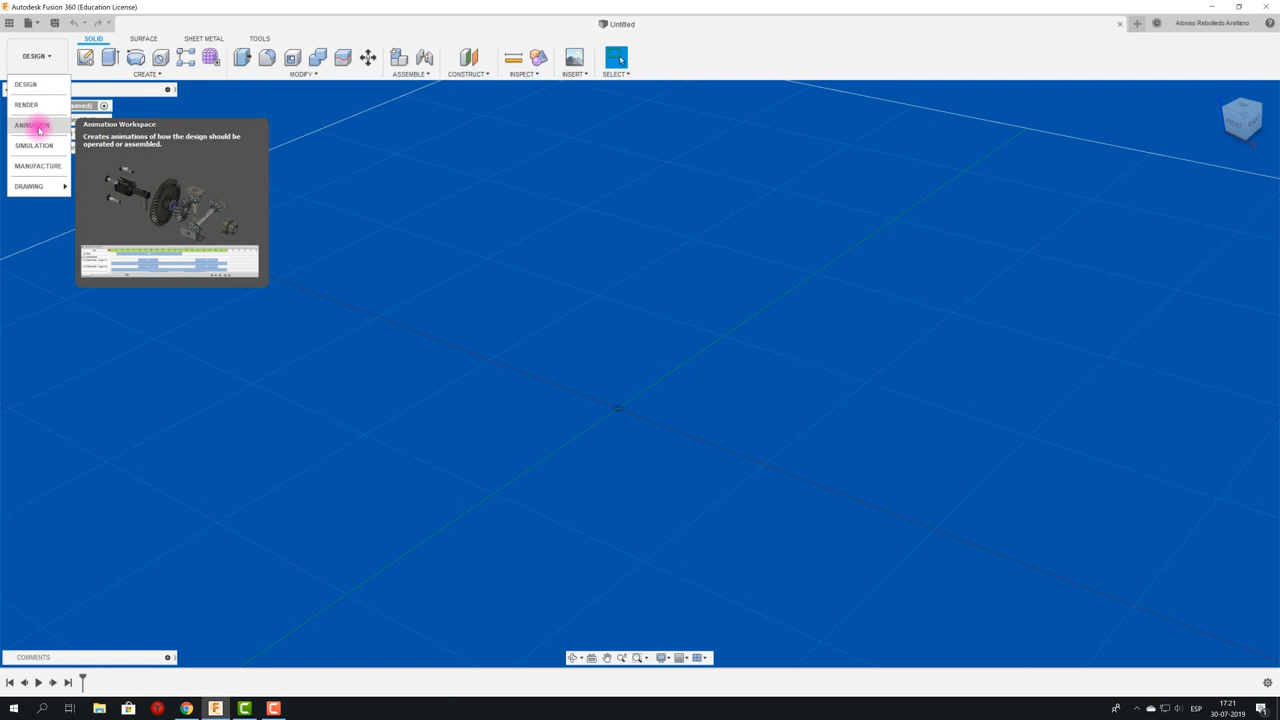 Autodesk Fusion 360 (Education License)
Untitled
Alonso Rebolledo Arellano
DESIGN
SOLID
SURFACE
SHEET METAL
TOOLS
CREATE
MODIFY
ASSEMBLE
CONSTRUCT
INSPECT
INSERT
SELECT
DESIGN
RENDER
saved)
ANIMATION
SIMULATION
MANUFACTURE
DRAWING
Animation Workspace
Creates animations of how the design should be
operated or assembled.
COMMENTS
ESP
17:21
30-07-2019